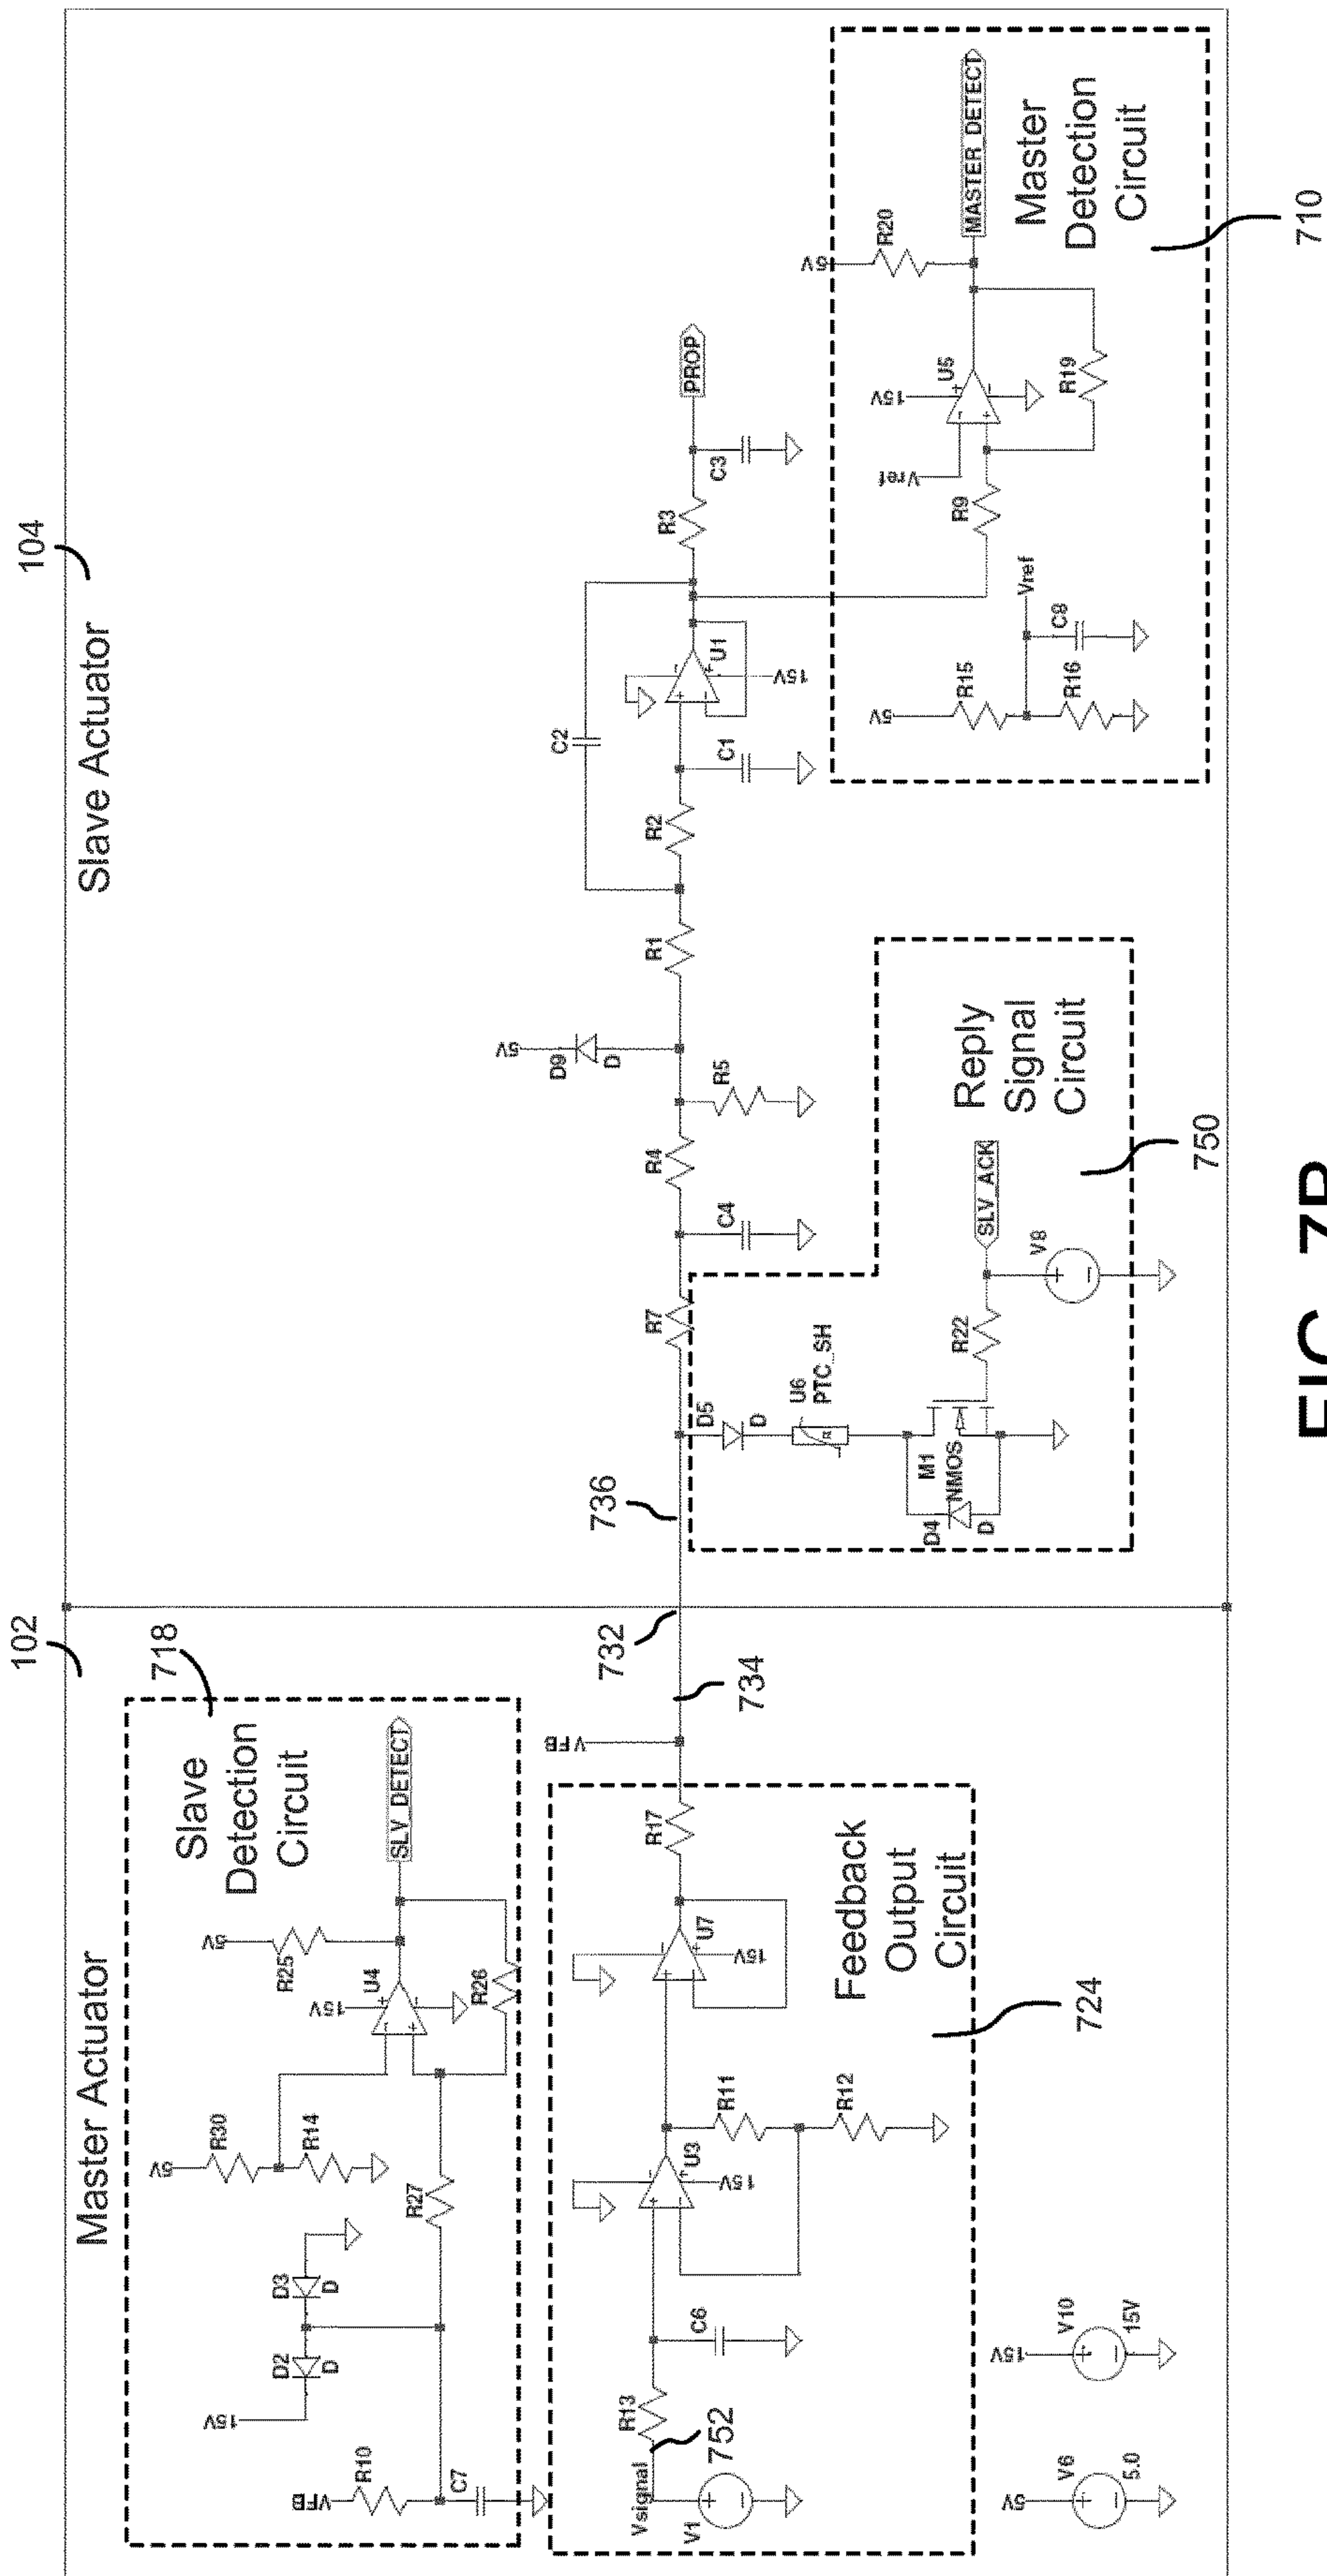 Master Actuator
102
718
Slave
Detection
Circuit
VFB
R10
C7
15V
D2
D
D3
D
5V
R30
R14
R27
15V
U4
R26
5V
R25
SLV_DETECT
Vsignal
V1
752
R13
C6
U3
15V
R11
R12
U7
15V
R17
Feedback
Output
Circuit
724
VFB
734
732
5V
V6
5.0
15V
V10
15V
Slave Actuator
104
736
D5
D
U6
PTC_SH
R7
D4
D
M1
NMOS
R22
V8
SLV_ACK
Reply
Signal
Circuit
750
C4
R4
R5
5V
D9
D
R1
C2
R2
C1
U1
15V
R3
C3
PROP
5V
R15
R16
Vref
C8
R9
Vref
15V
U5
R19
5V
R20
MASTER_DETECT
Master
Detection
Circuit
710